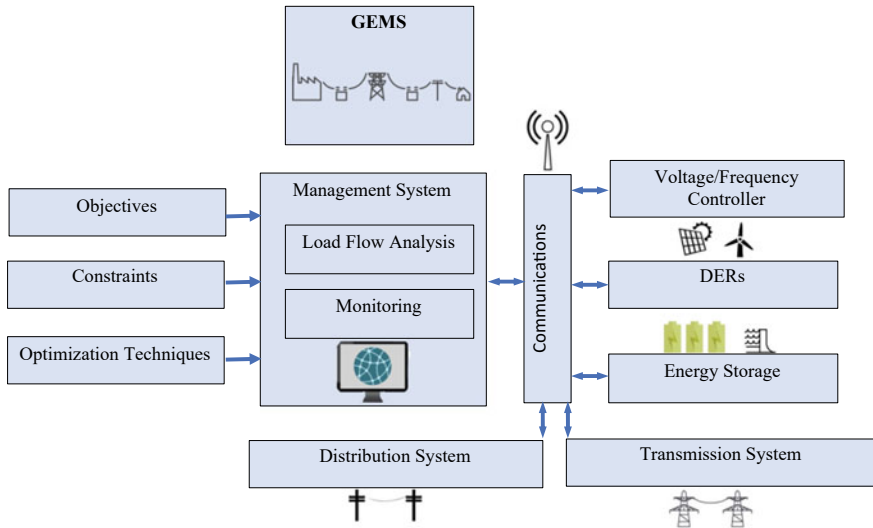 GEMS
Objectives
Constraints
Optimization Techniques
Management System
Load Flow Analysis
Monitoring
Communications
Voltage/Frequency
Controller
DERs
Energy Storage
Distribution System
Transmission System